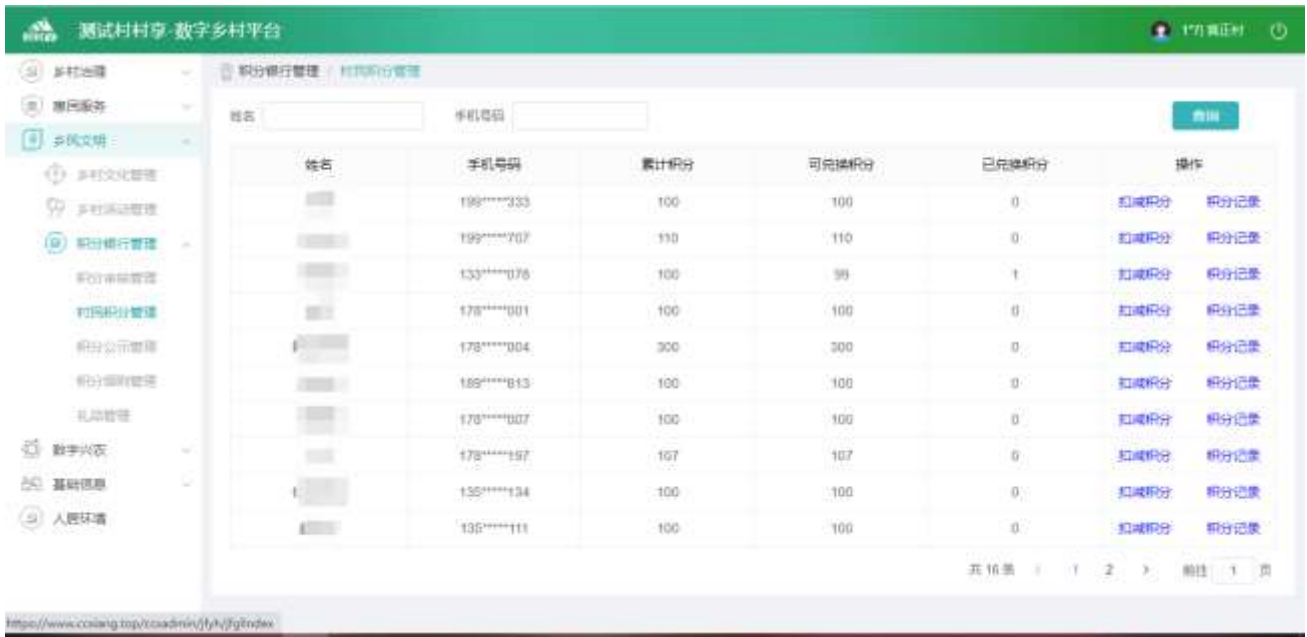 测试村村享·数字乡村平台
乡村治理
积分银行管理 / 村民积分管理
惠民服务
姓名 手机号码 查询
乡风文明
姓名 手机号码 累计积分 可兑换积分 已兑换积分 操作
乡村文化管理
199*****333 100 100 0 扣减积分 积分记录
乡村活动管理
199*****707 110 110 0 扣减积分 积分记录
积分银行管理
133*****078 100 99 1 扣减积分 积分记录
积分审核管理
178*****001 100 100 0 扣减积分 积分记录
村民积分管理
178*****004 300 300 0 扣减积分 积分记录
积分公示管理
189*****813 100 100 0 扣减积分 积分记录
积分细则管理
178*****007 100 100 0 扣减积分 积分记录
礼品管理
178*****197 107 107 0 扣减积分 积分记录
数字兴农
135*****134 100 100 0 扣减积分 积分记录
基础信息
135*****111 100 100 0 扣减积分 积分记录
人居环境
共 16 条 1 2 前往 1 页